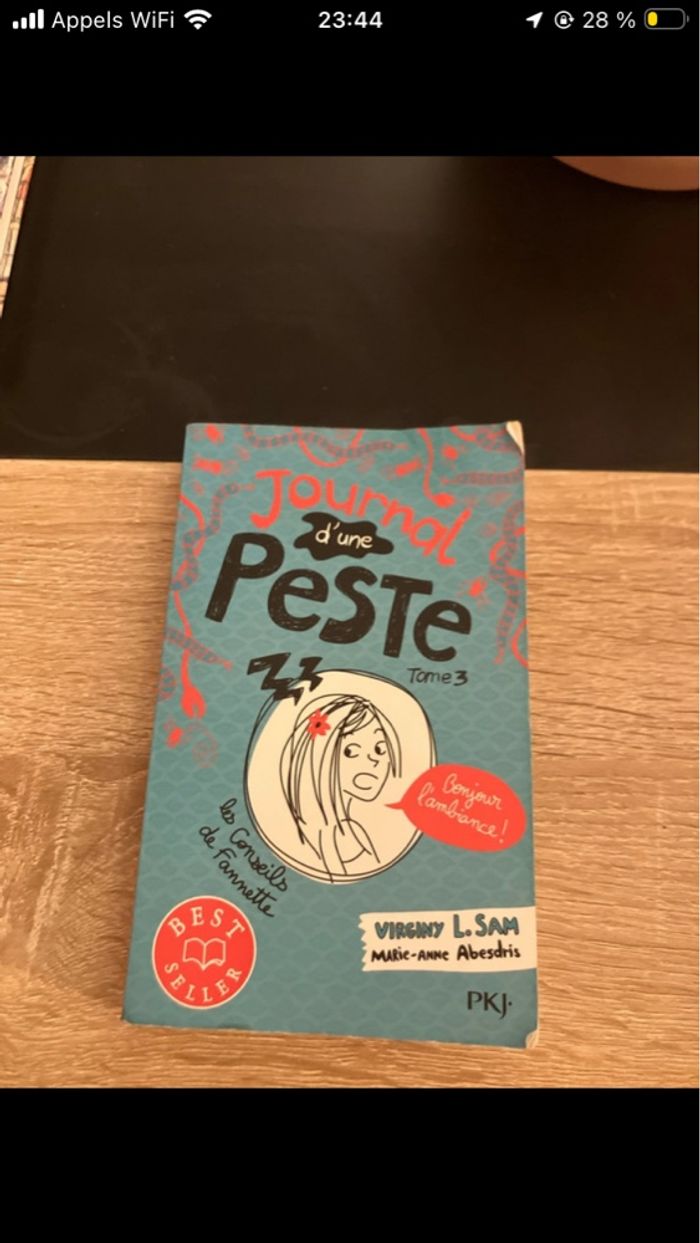 Appels WiFi 23:44 28 %
Journal
d'une
Peste
Tome 3
Bonjour
l'ambiance!
les Conseils
de Fannette
BEST
SELLER
VIRGINY L. SAM
MARIE-ANNE Abesdris
PKJ.